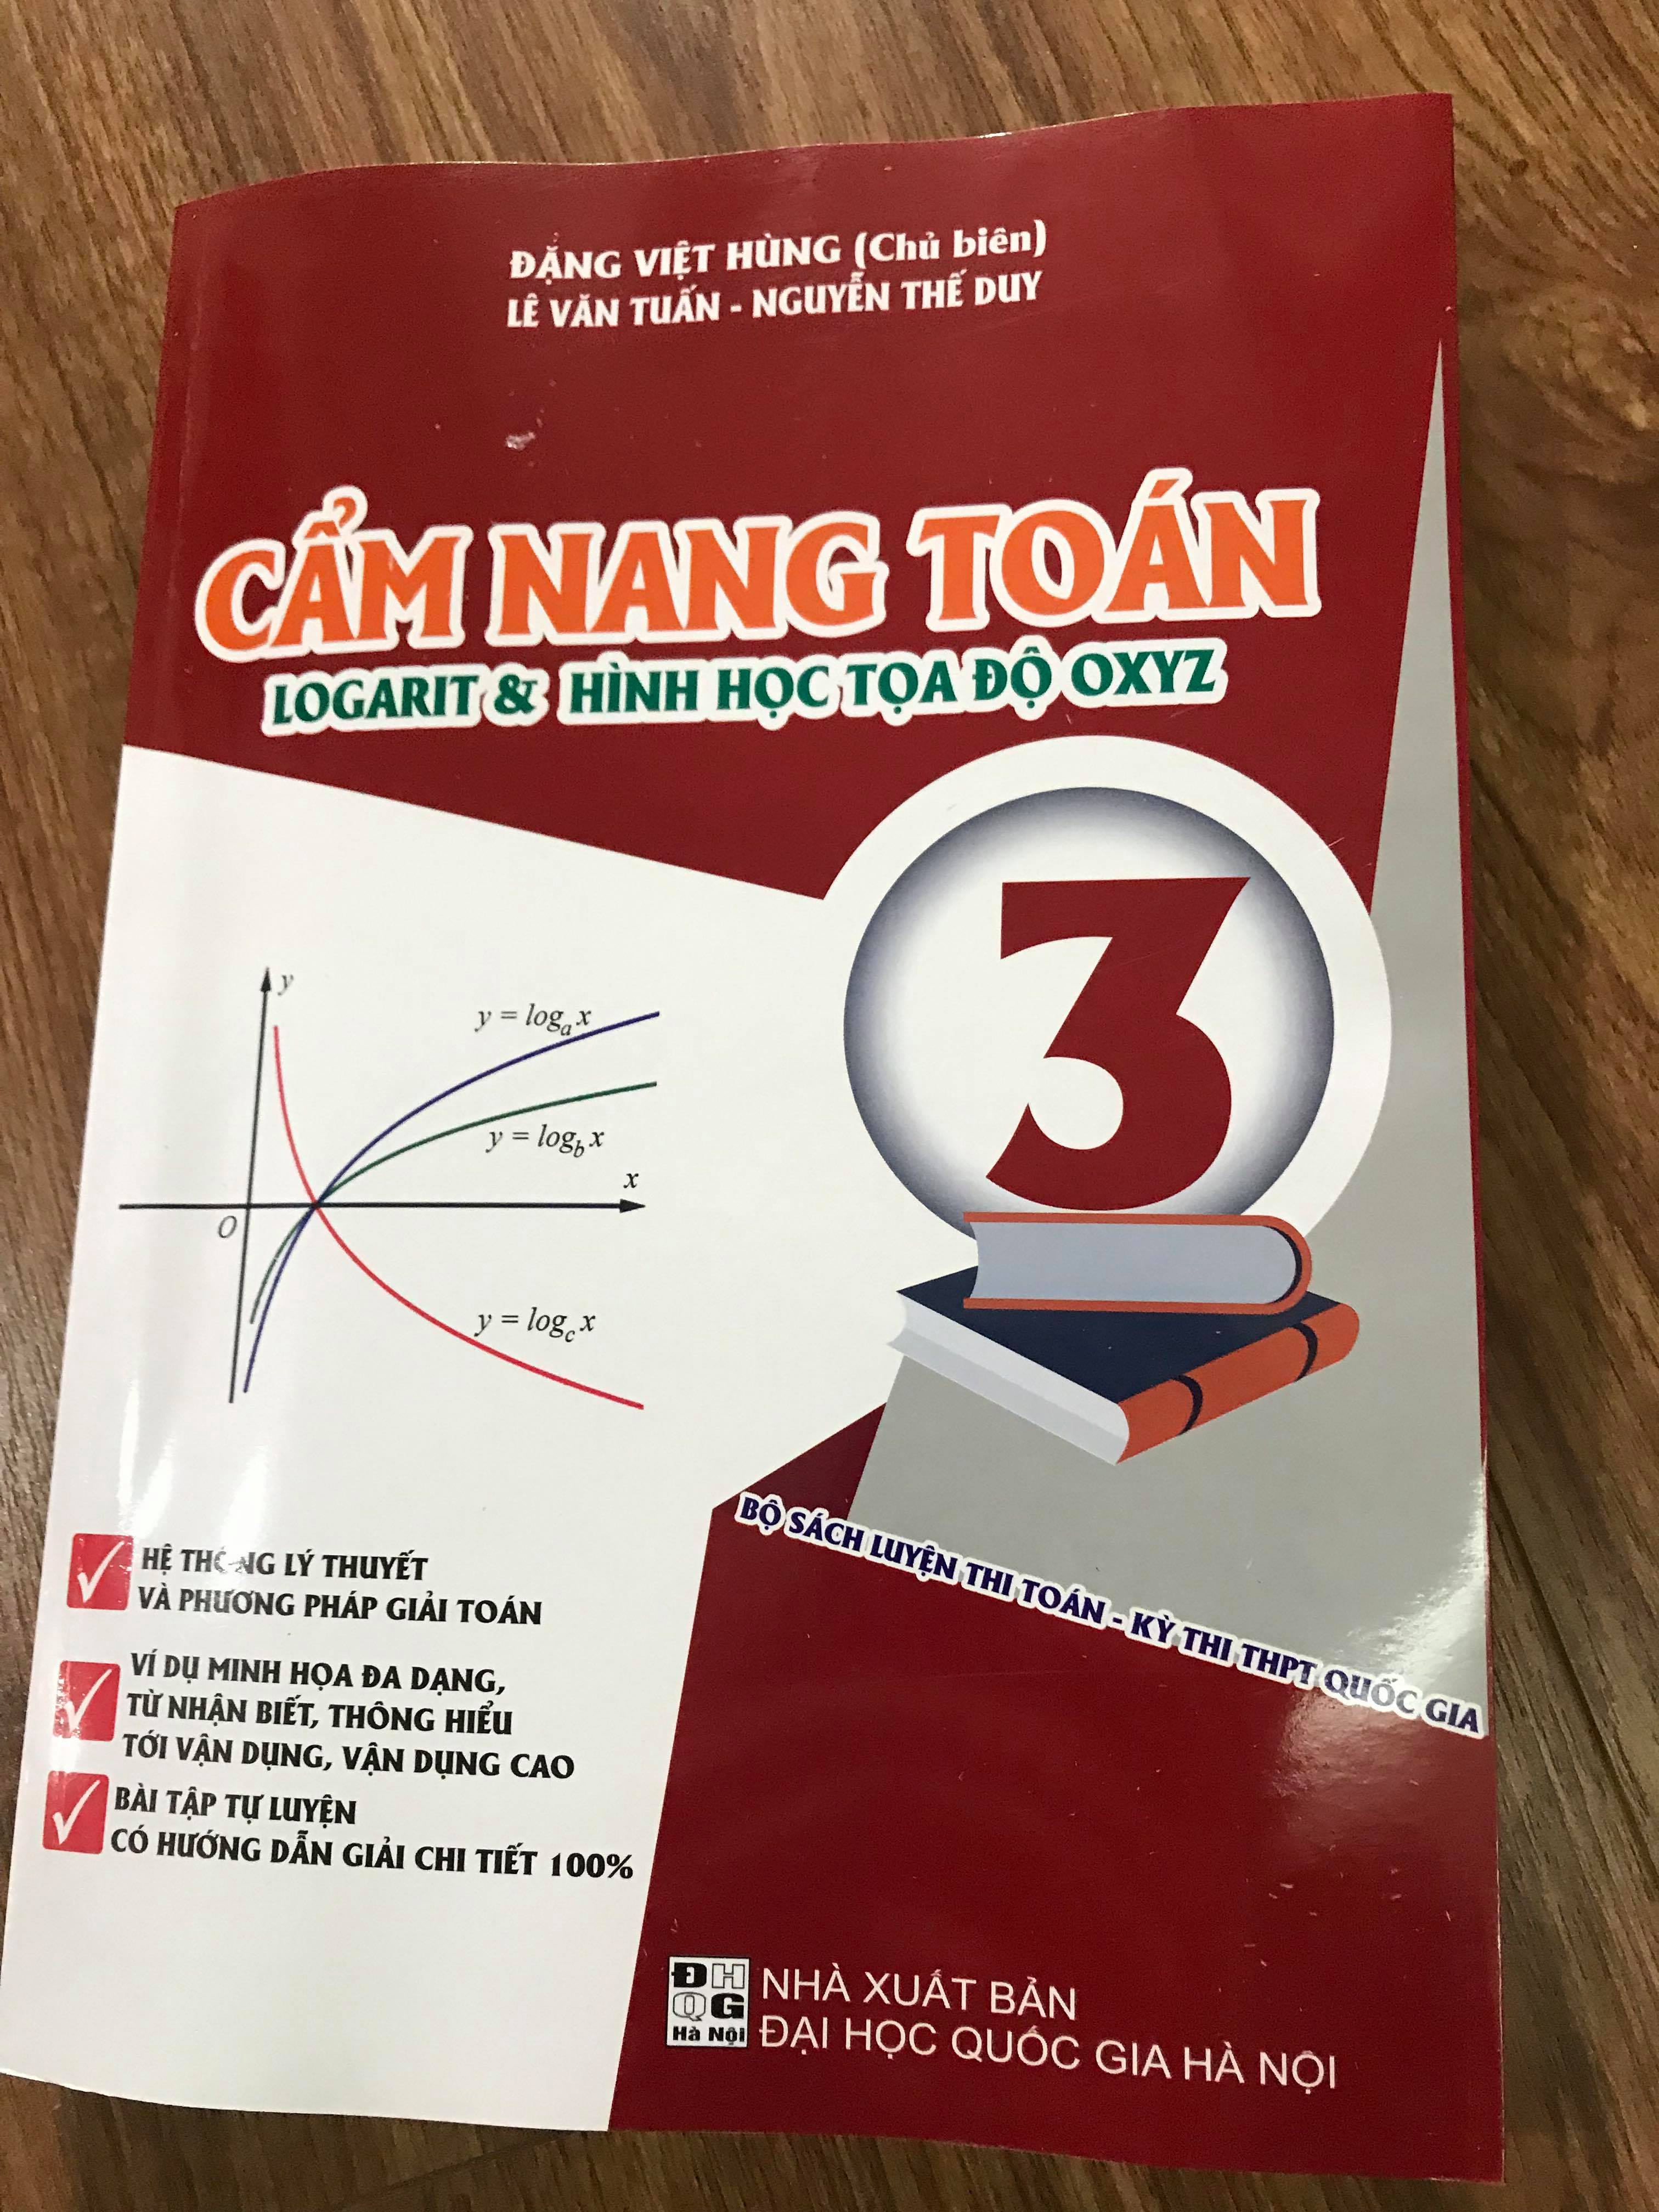 ĐẶNG VIỆT HÙNG (Chủ biên)
LÊ VĂN TUẤN - NGUYỄN THẾ DUY
CẨM NANG TOÁN
LOGARIT & HÌNH HỌC TỌA ĐỘ OXYZ
3
y
y = logₐx
y = log_b x
x
O
y = log_c x
BỘ SÁCH LUYỆN THI TOÁN - KỲ THI THPT QUỐC GIA
HỆ THỐNG LÝ THUYẾT
VÀ PHƯƠNG PHÁP GIẢI TOÁN
VÍ DỤ MINH HỌA ĐA DẠNG,
TỪ NHẬN BIẾT, THÔNG HIỂU
TỚI VẬN DỤNG, VẬN DỤNG CAO
BÀI TẬP TỰ LUYỆN
CÓ HƯỚNG DẪN GIẢI CHI TIẾT 100%
ĐH
QG
Hà Nội
NHÀ XUẤT BẢN
ĐẠI HỌC QUỐC GIA HÀ NỘI